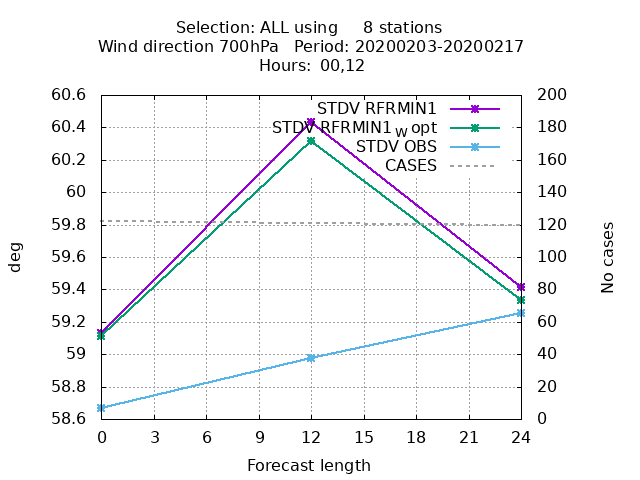 Selection: ALL using     8 stations
Wind direction 700hPa   Period: 20200203-20200217
Hours: 00,12
60.6
60.4
60.2
60
59.8
59.6
59.4
59.2
59
58.8
58.6
deg
STDV RFRMIN1
STDV RFRMIN1_w opt
STDV OBS
CASES
200
180
160
140
120
100
80
60
40
20
0
No cases
0 3 6 9 12 15 18 21 24
Forecast length